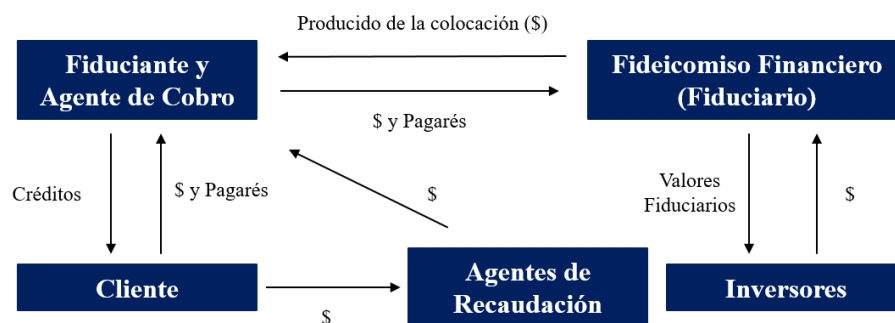 Producido de la colocación ($)
Fiduciante y
Agente de Cobro
Fideicomiso Financiero
(Fiduciario)
$ y Pagarés
Créditos
$ y Pagarés
$
Valores
Fiduciarios
$
Cliente
$
Agentes de
Recaudación
Inversores